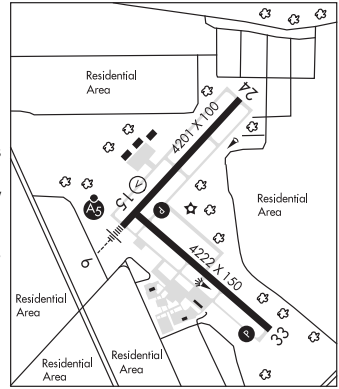 Residential
Area
24
4201 X 100
V
15
A5
P
Residential
Area
6
4222 X 150
Residential
Area
P
33
Residential
Area
Residential
Area